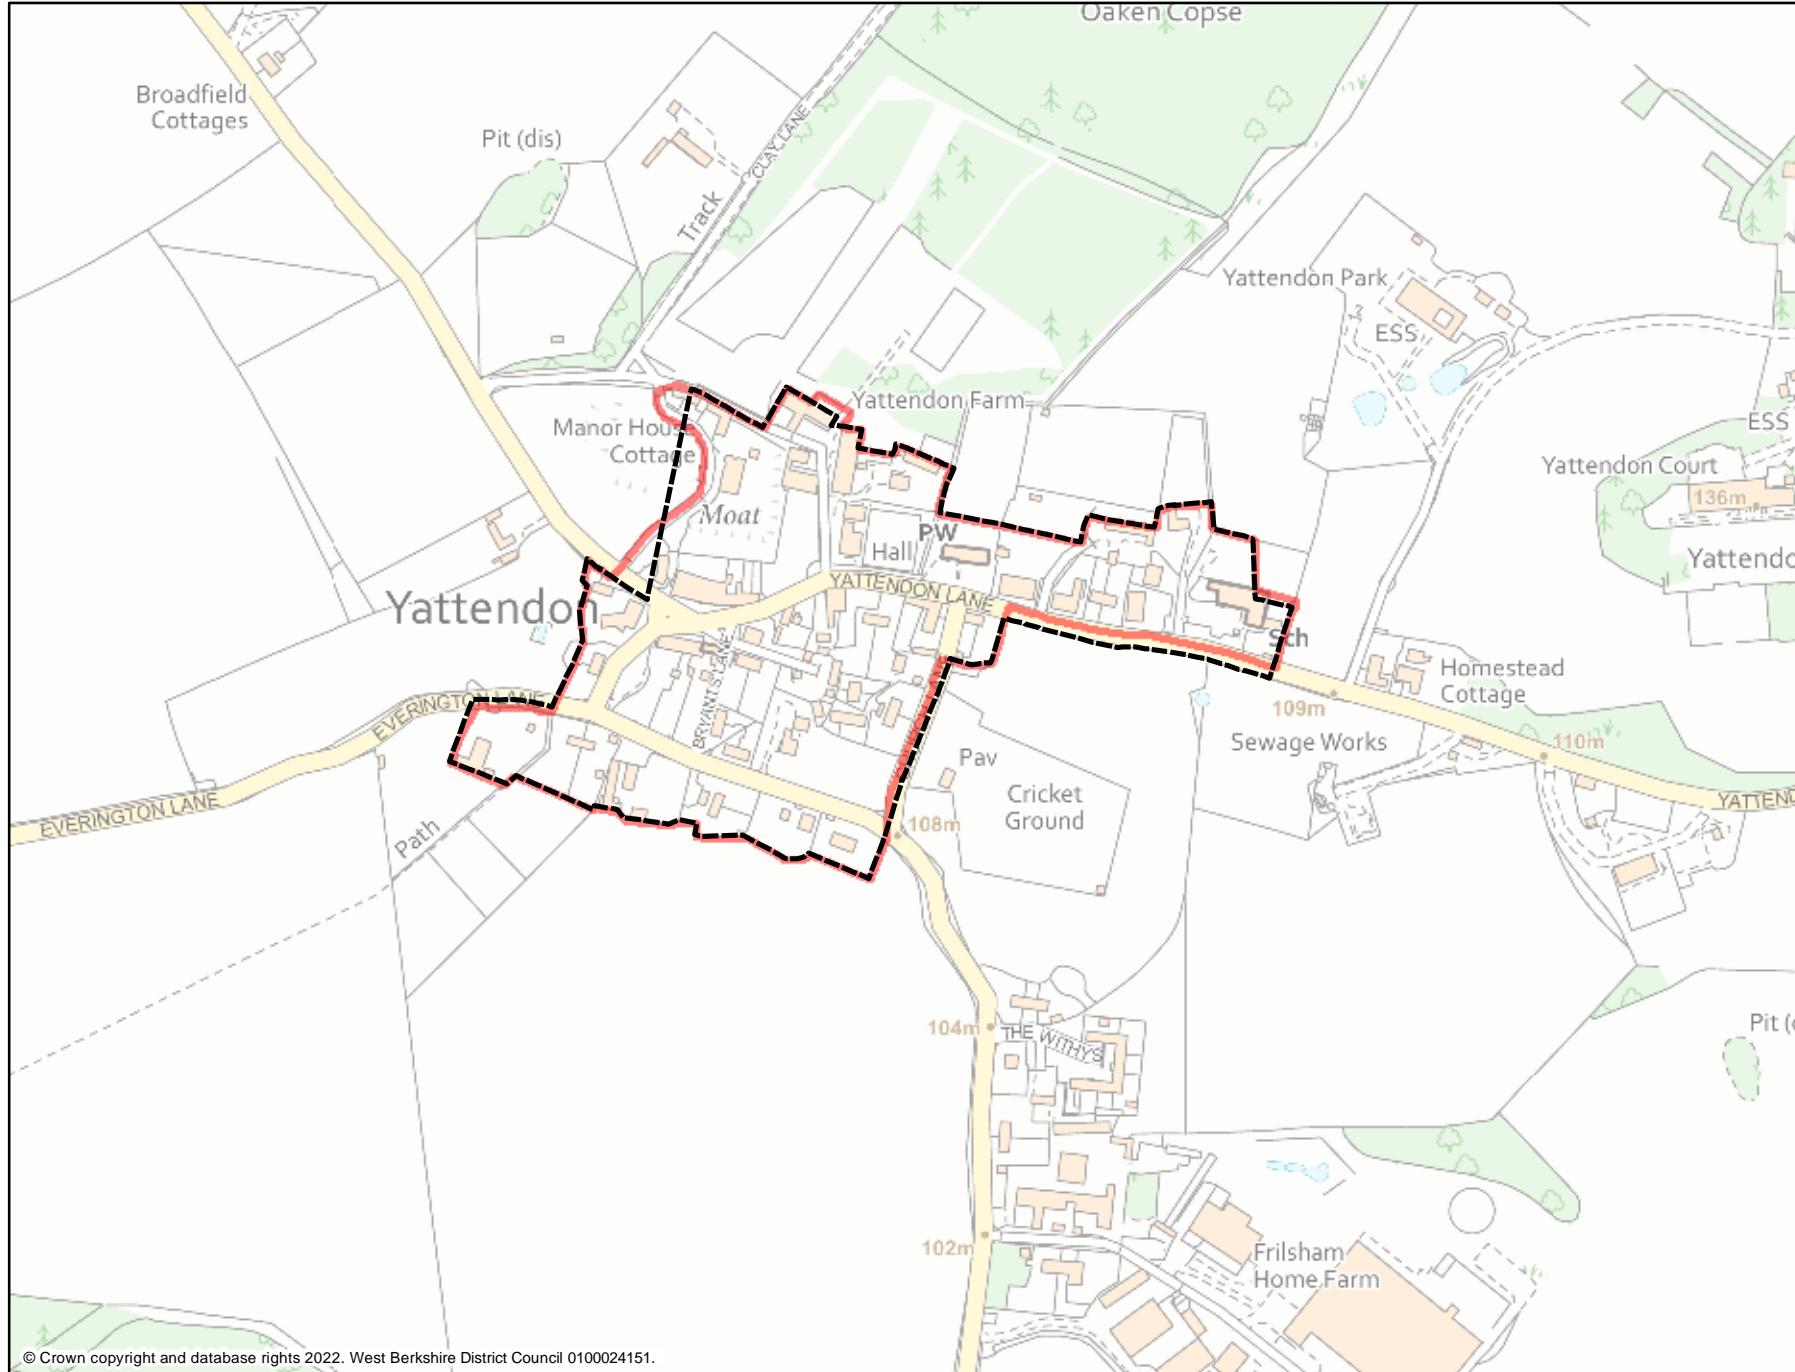 Oaken Copse
Broadfield
Cottages
Pit (dis)
CLAY LANE
Track
Yattendon Park
ESS
Yattendon Farm
Manor House
Cottage
ESS
Yattendon Court
136m
Moat
PW
Hall
Yattendo
YATTENDON LANE
Yattendon
Sch
Homestead
Cottage
EVERINGTON LANE
BRYANTS LANE
109m
110m
Sewage Works
Pav
Cricket
Ground
YATTEND
EVERINGTON LANE
108m
Path
104m
THE WITHYS
Pit (
102m
Frilsham
Home Farm
© Crown copyright and database rights 2022. West Berkshire District Council 0100024151.